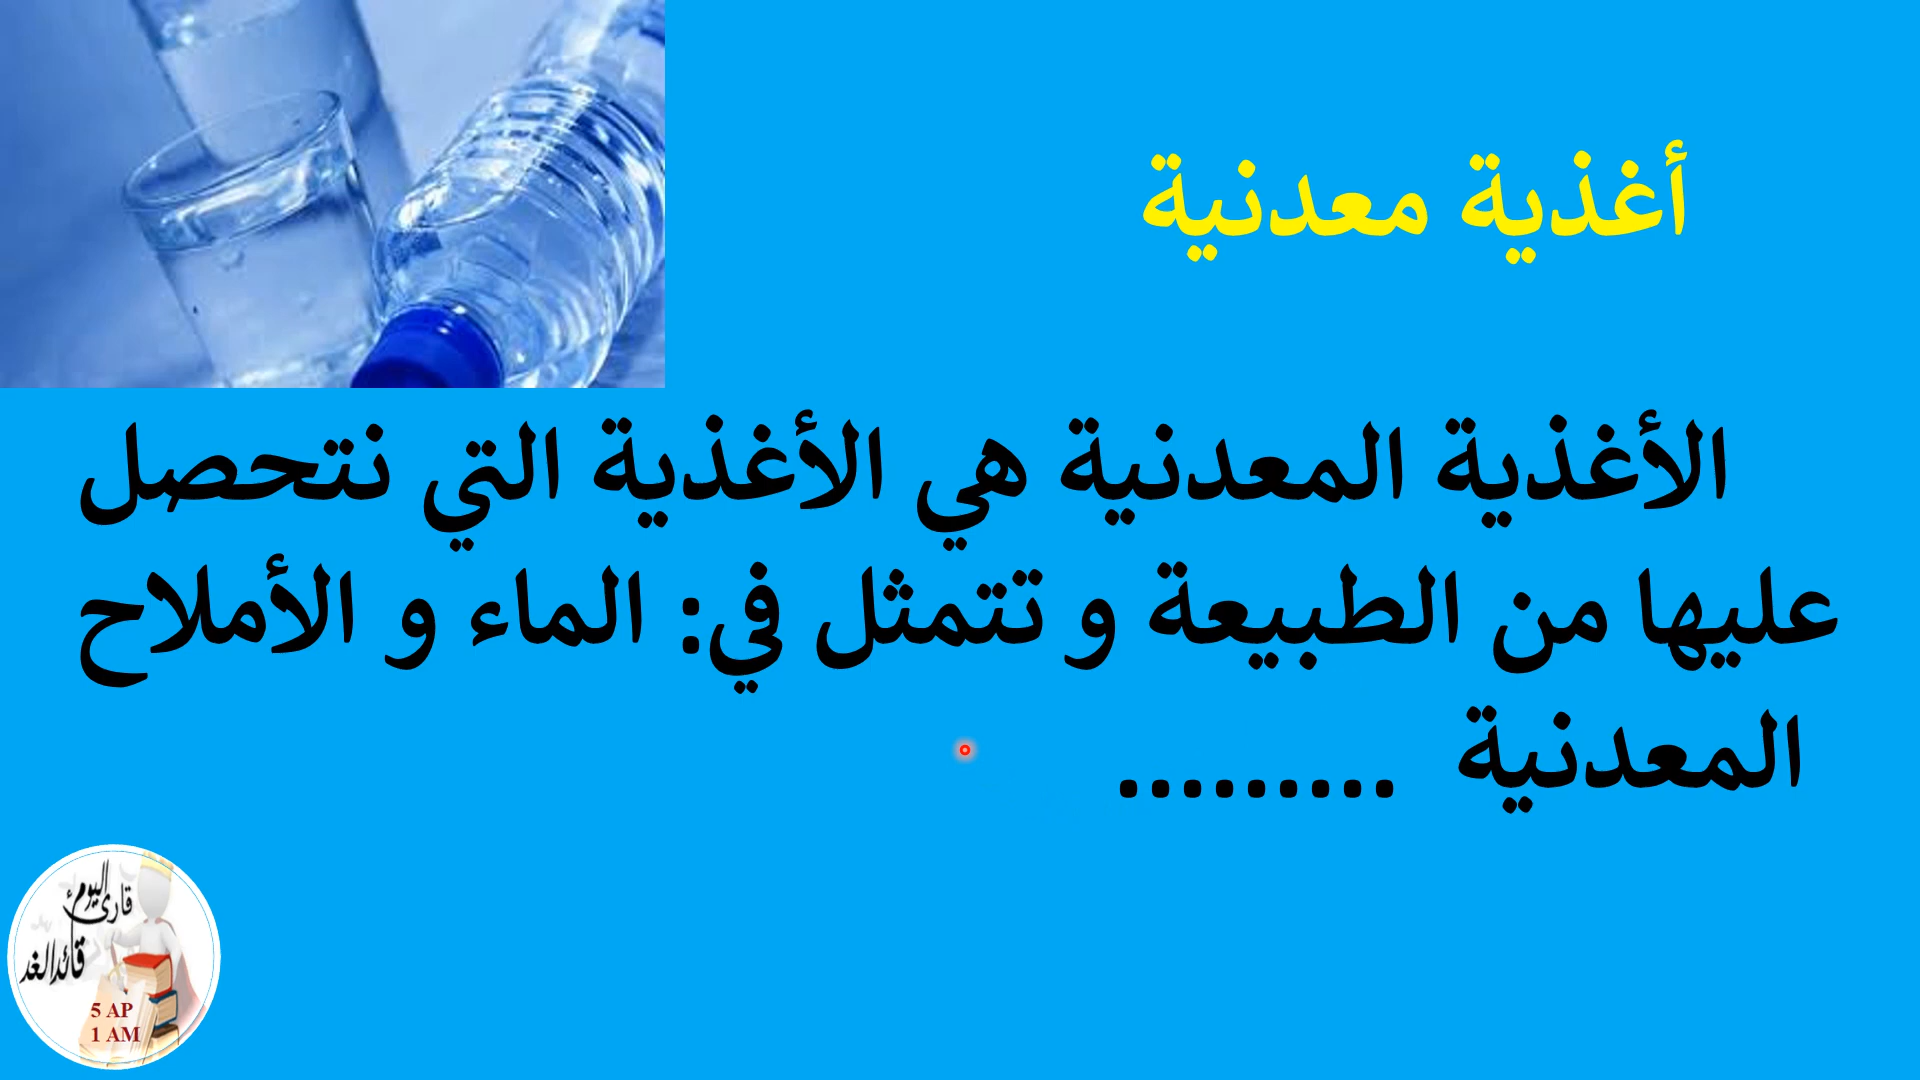 أغذية معدنية
الأغذية المعدنية هي الأغذية التي نتحصل
عليها من الطبيعة و تتمثل في: الماء و الأملاح
المعدنية .........
قارئ اليوم
قائد الغد
5 AP
1 AM